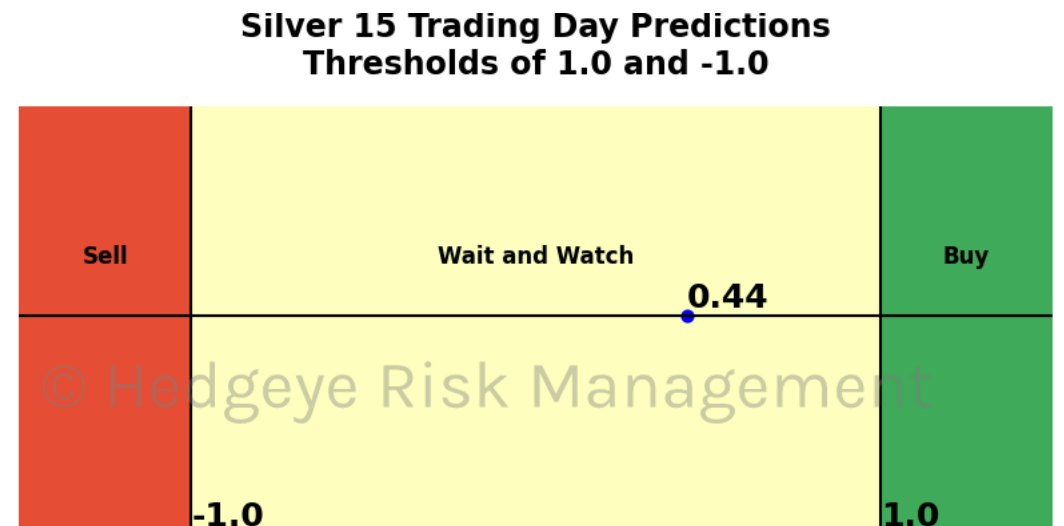 Silver 15 Trading Day Predictions
Thresholds of 1.0 and -1.0
Sell
Wait and Watch
Buy
0.44
© Hedgeye Risk Management
-1.0
1.0